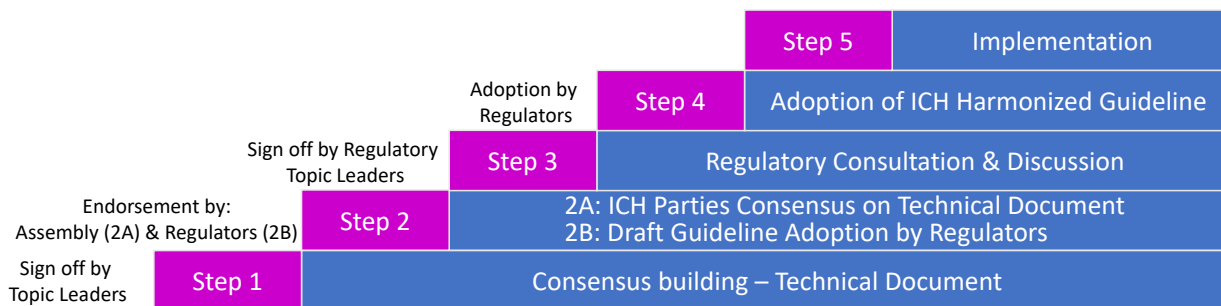 Step 5
Implementation
Adoption by
Regulators
Step 4
Adoption of ICH Harmonized Guideline
Sign off by Regulatory
Topic Leaders
Step 3
Regulatory Consultation & Discussion
Endorsement by:
Assembly (2A) & Regulators (2B)
Step 2
2A: ICH Parties Consensus on Technical Document
2B: Draft Guideline Adoption by Regulators
Sign off by
Topic Leaders
Step 1
Consensus building – Technical Document